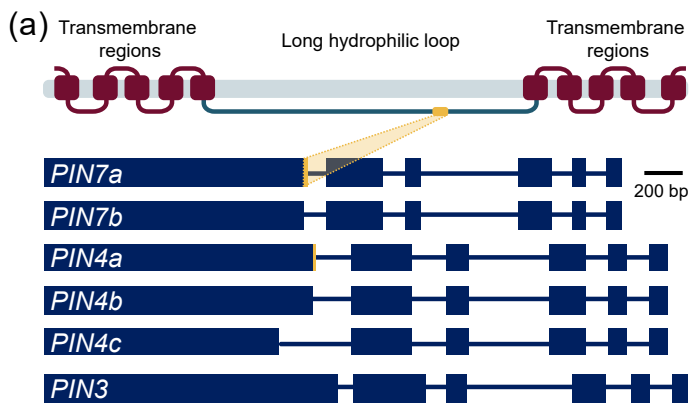 (a)
Transmembrane
regions
Long hydrophilic loop
Transmembrane
regions
PIN7a
200 bp
PIN7b
PIN4a
PIN4b
PIN4c
PIN3